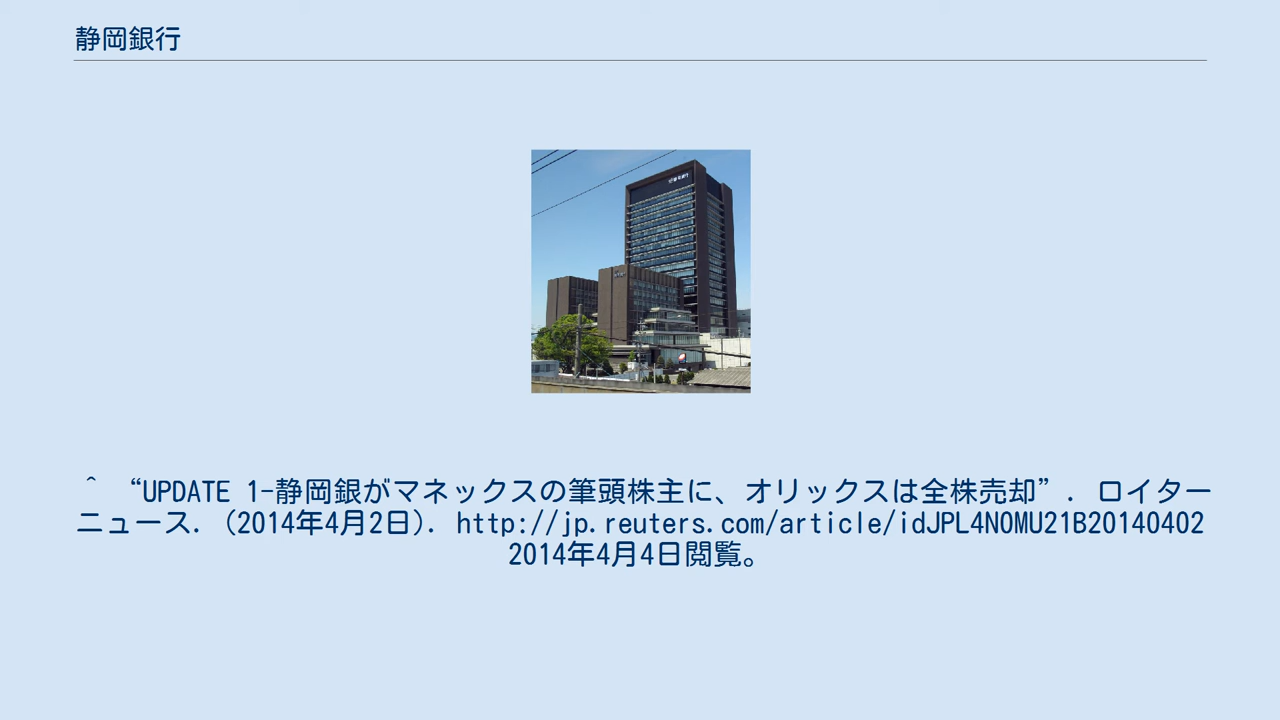 静岡銀行
^ “UPDATE 1-静岡銀がマネックスの筆頭株主に、オリックスは全株売却”. ロイター
ニュース. (2014年4月2日). http://jp.reuters.com/article/idJPL4N0MU21B20140402
2014年4月4日閲覧。